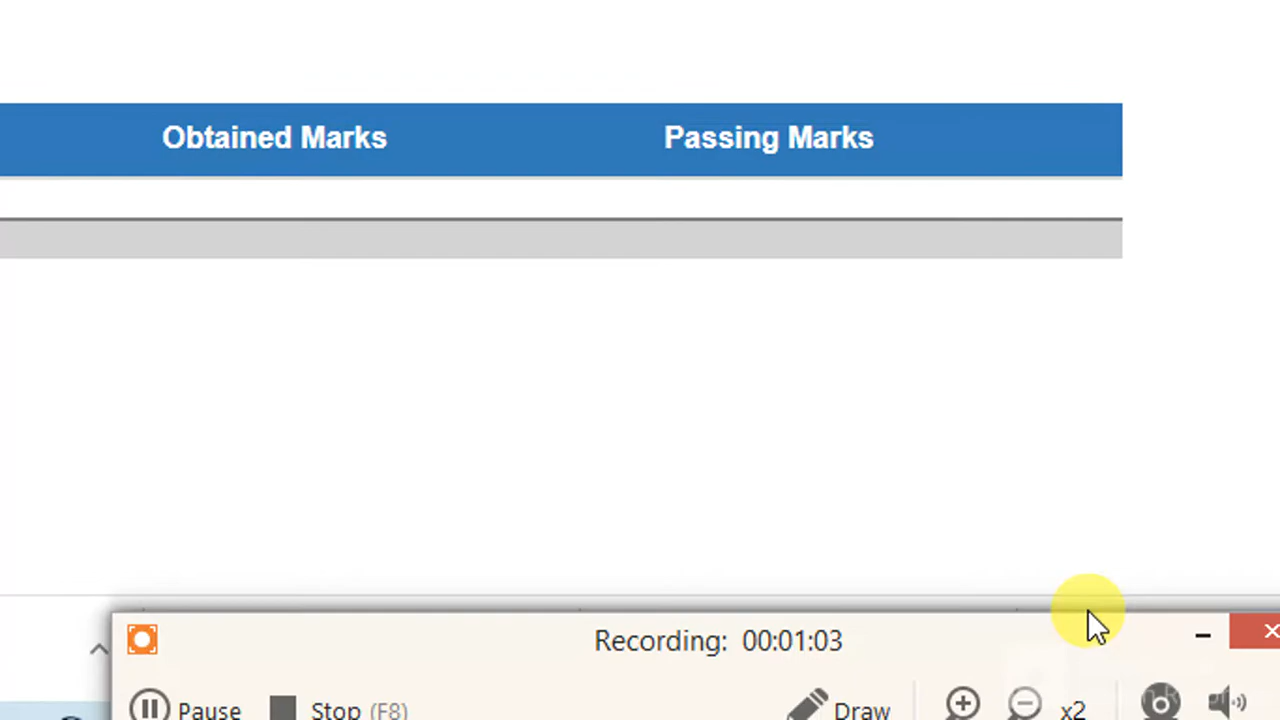 Obtained Marks Passing Marks
Recording: 00:01:03
Pause Stop (F8) Draw x2